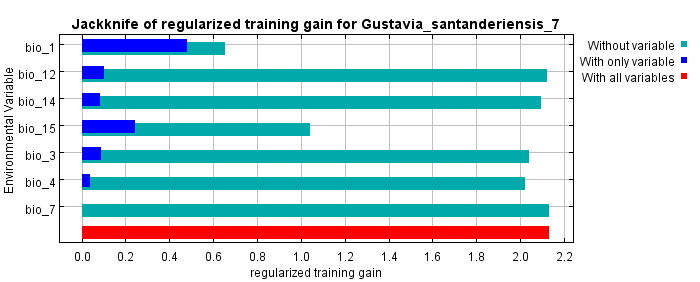 Jackknife of regularized training gain for Gustavia_santanderiensis_7
Environmental Variable
bio_1
bio_12
bio_14
bio_15
bio_3
bio_4
bio_7
0.0 0.2 0.4 0.6 0.8 1.0 1.2 1.4 1.6 1.8 2.0 2.2
regularized training gain
Without variable
With only variable
With all variables